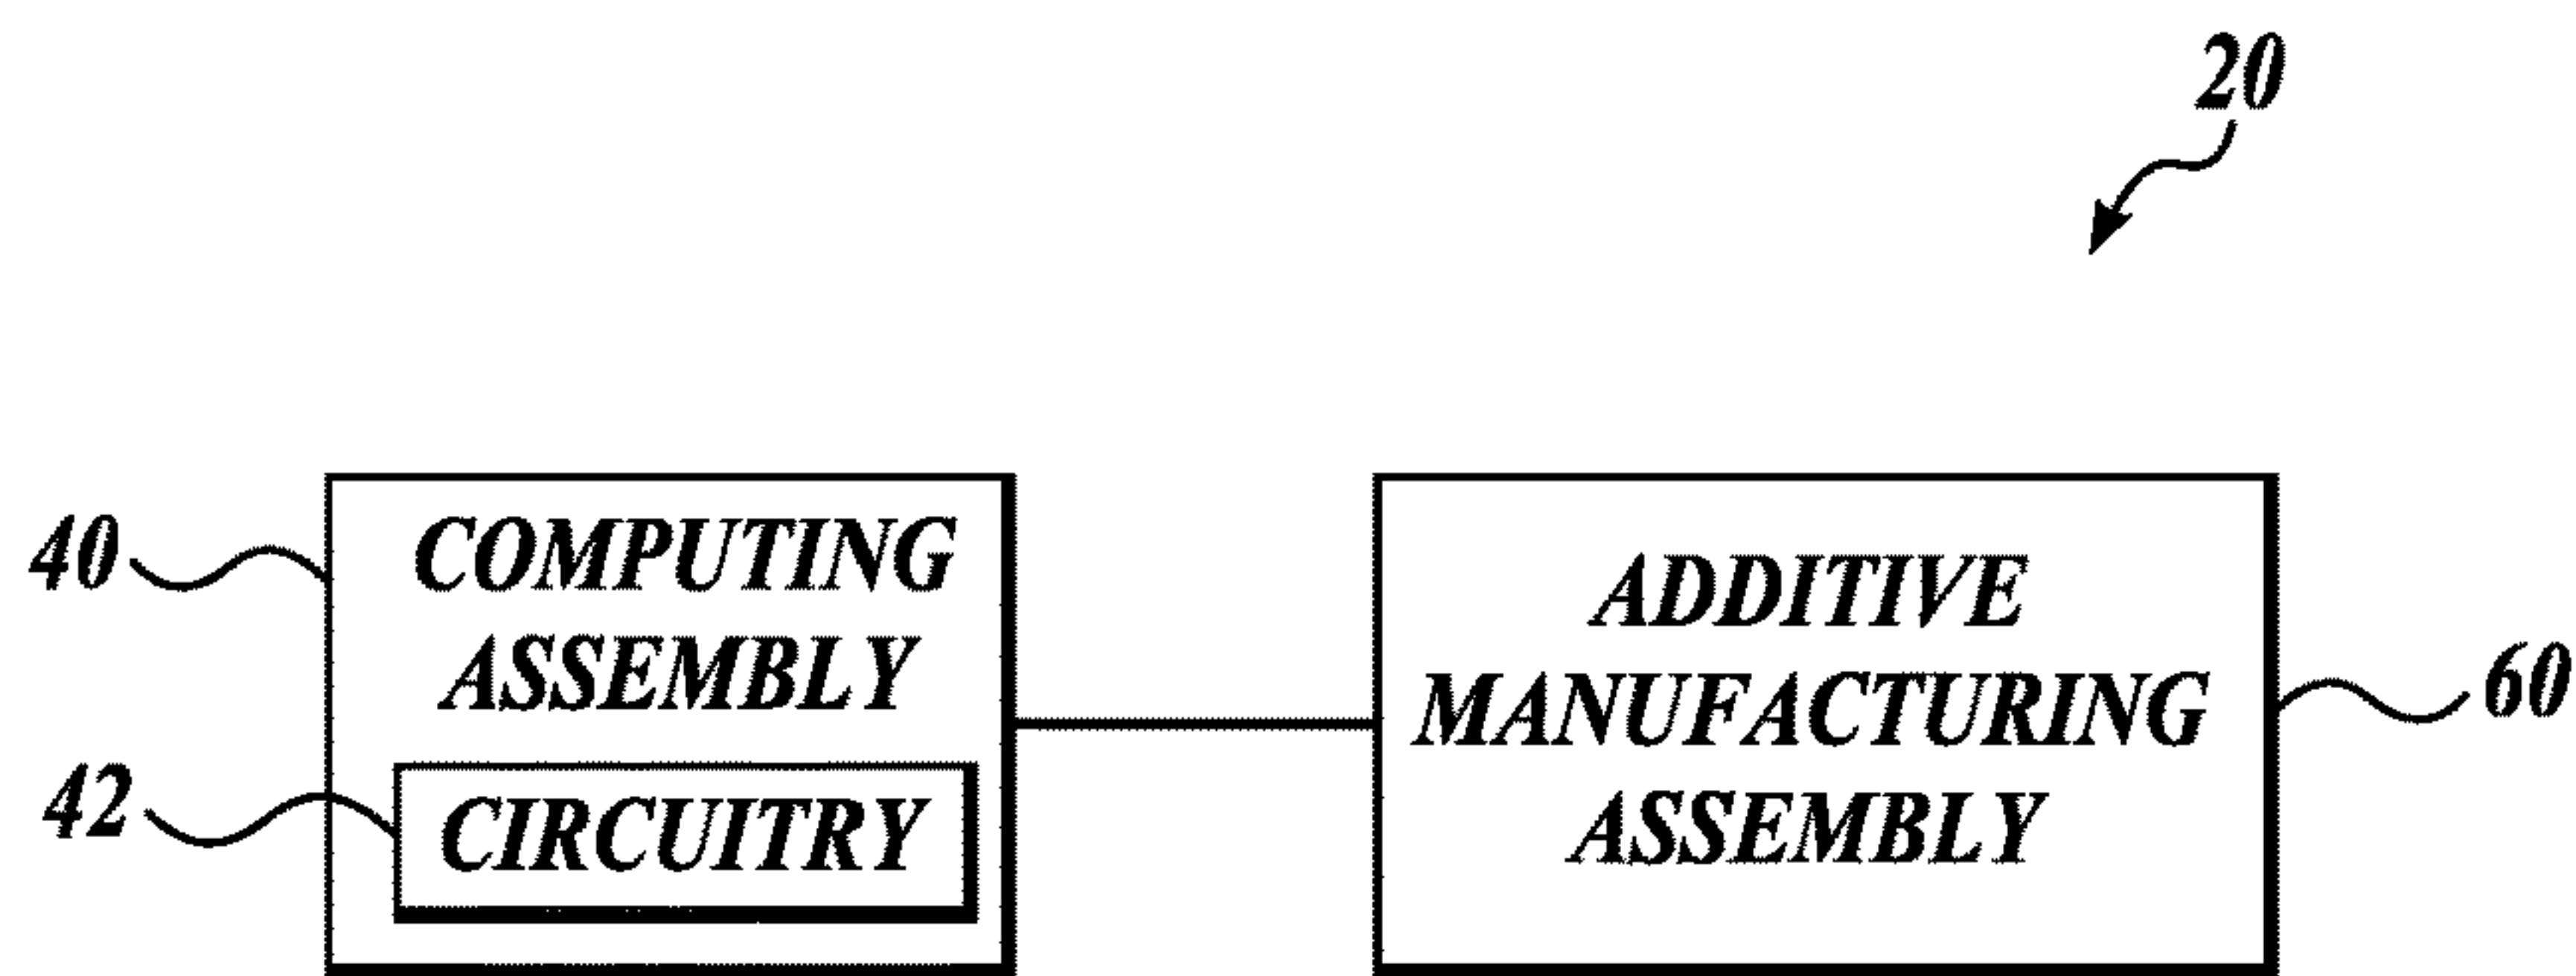 20
40
COMPUTING
ASSEMBLY
42
CIRCUITRY
ADDITIVE
MANUFACTURING
ASSEMBLY
60